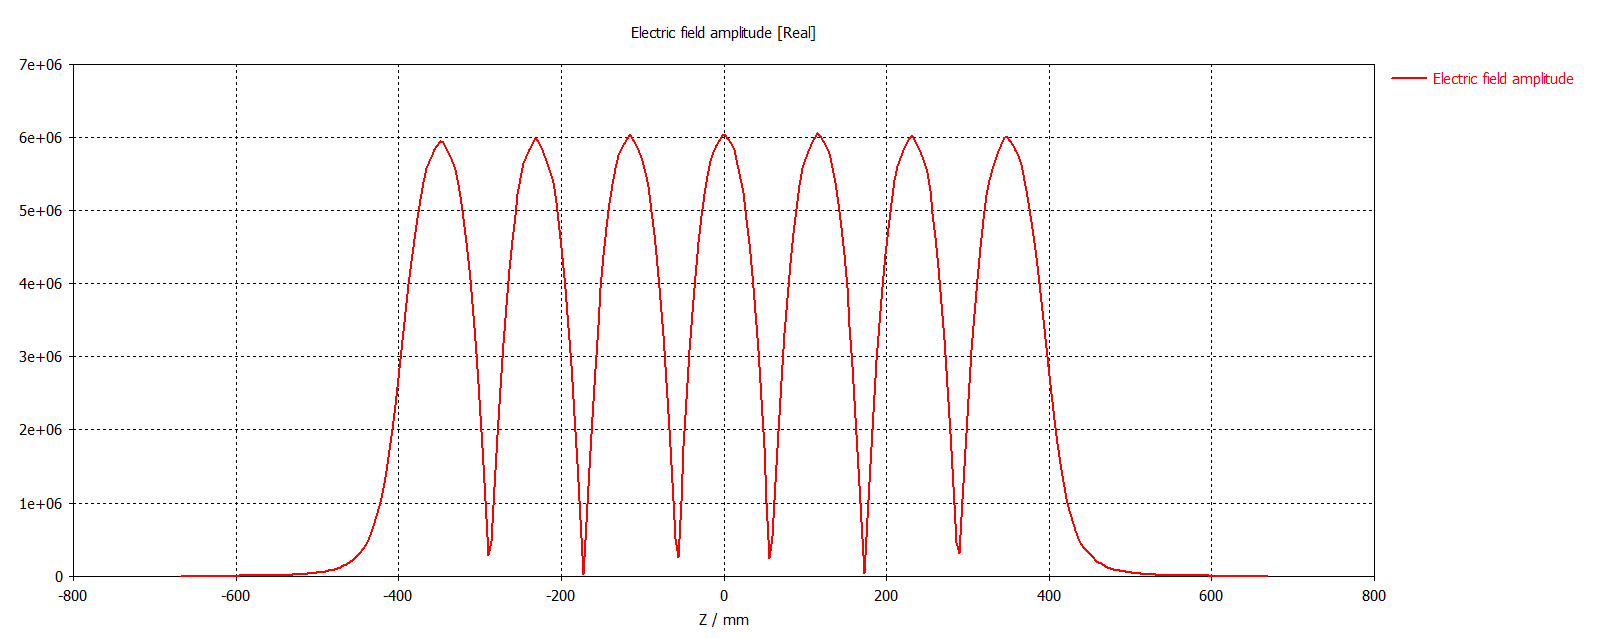 Electric field amplitude [Real]
7e+06
6e+06
5e+06
4e+06
3e+06
2e+06
1e+06
0
-800 -600 -400 -200 0 200 400 600 800
Z / mm
Electric field amplitude